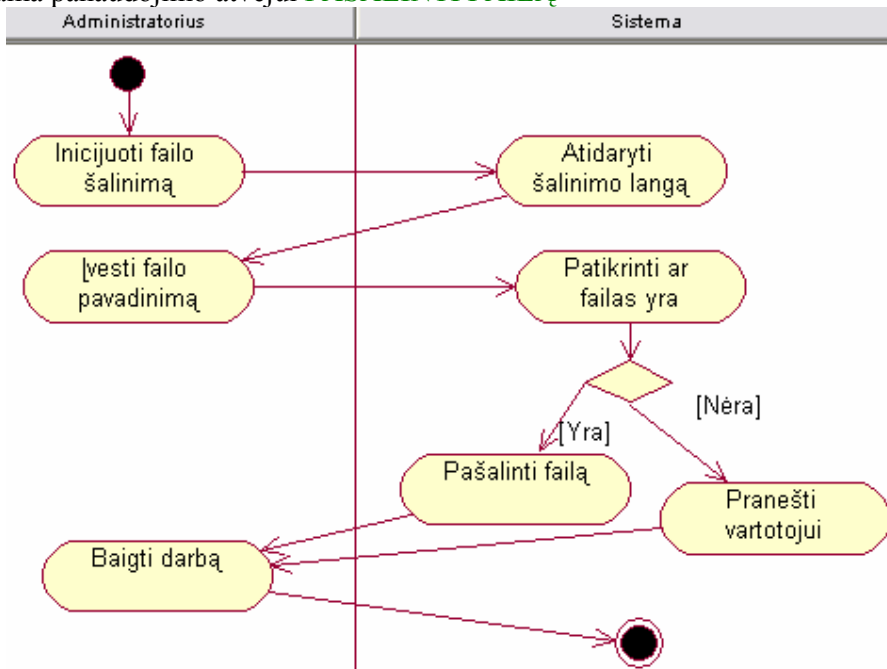 Administratorius
Sistema
Inicijuoti failo
šalinimą
Atidaryti
šalinimo langą
Įvesti failo
pavadinimą
Patikrinti ar
failas yra
[Nėra]
[Yra]
Pašalinti failą
Pranešti
vartotojui
Baigti darbą